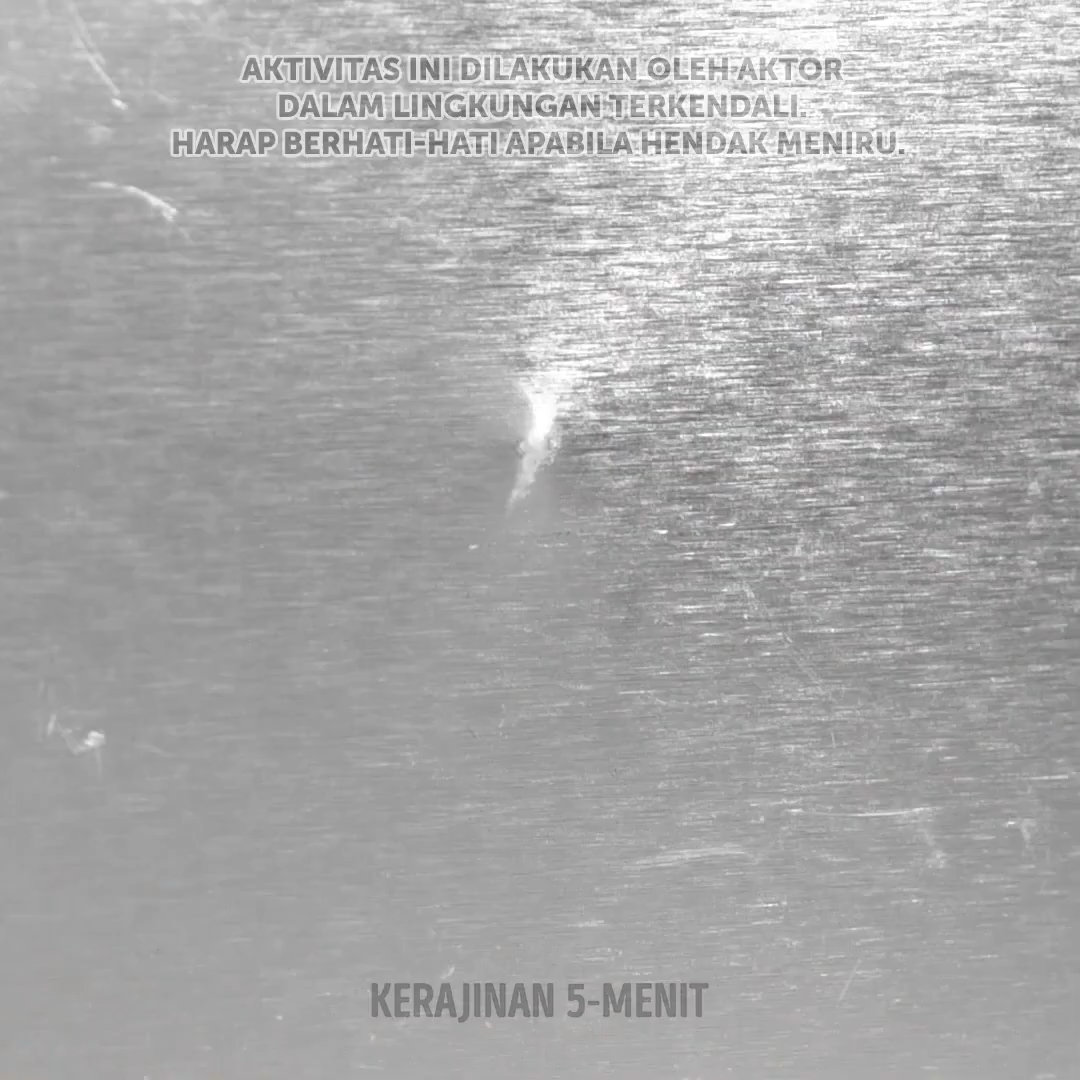 AKTIVITAS INI DILAKUKAN OLEH AKTOR
DALAM LINGKUNGAN TERKENDALI.
HARAP BERHATI-HATI APABILA HENDAK MENIRU.
KERAJINAN 5-MENIT